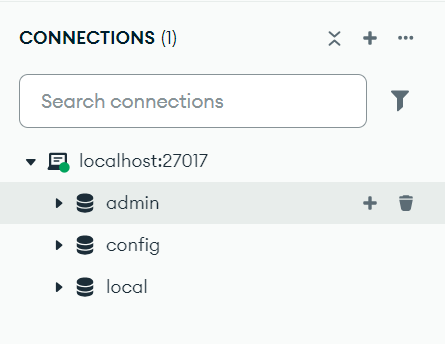 CONNECTIONS (1)
Search connections
localhost:27017
admin
config
local